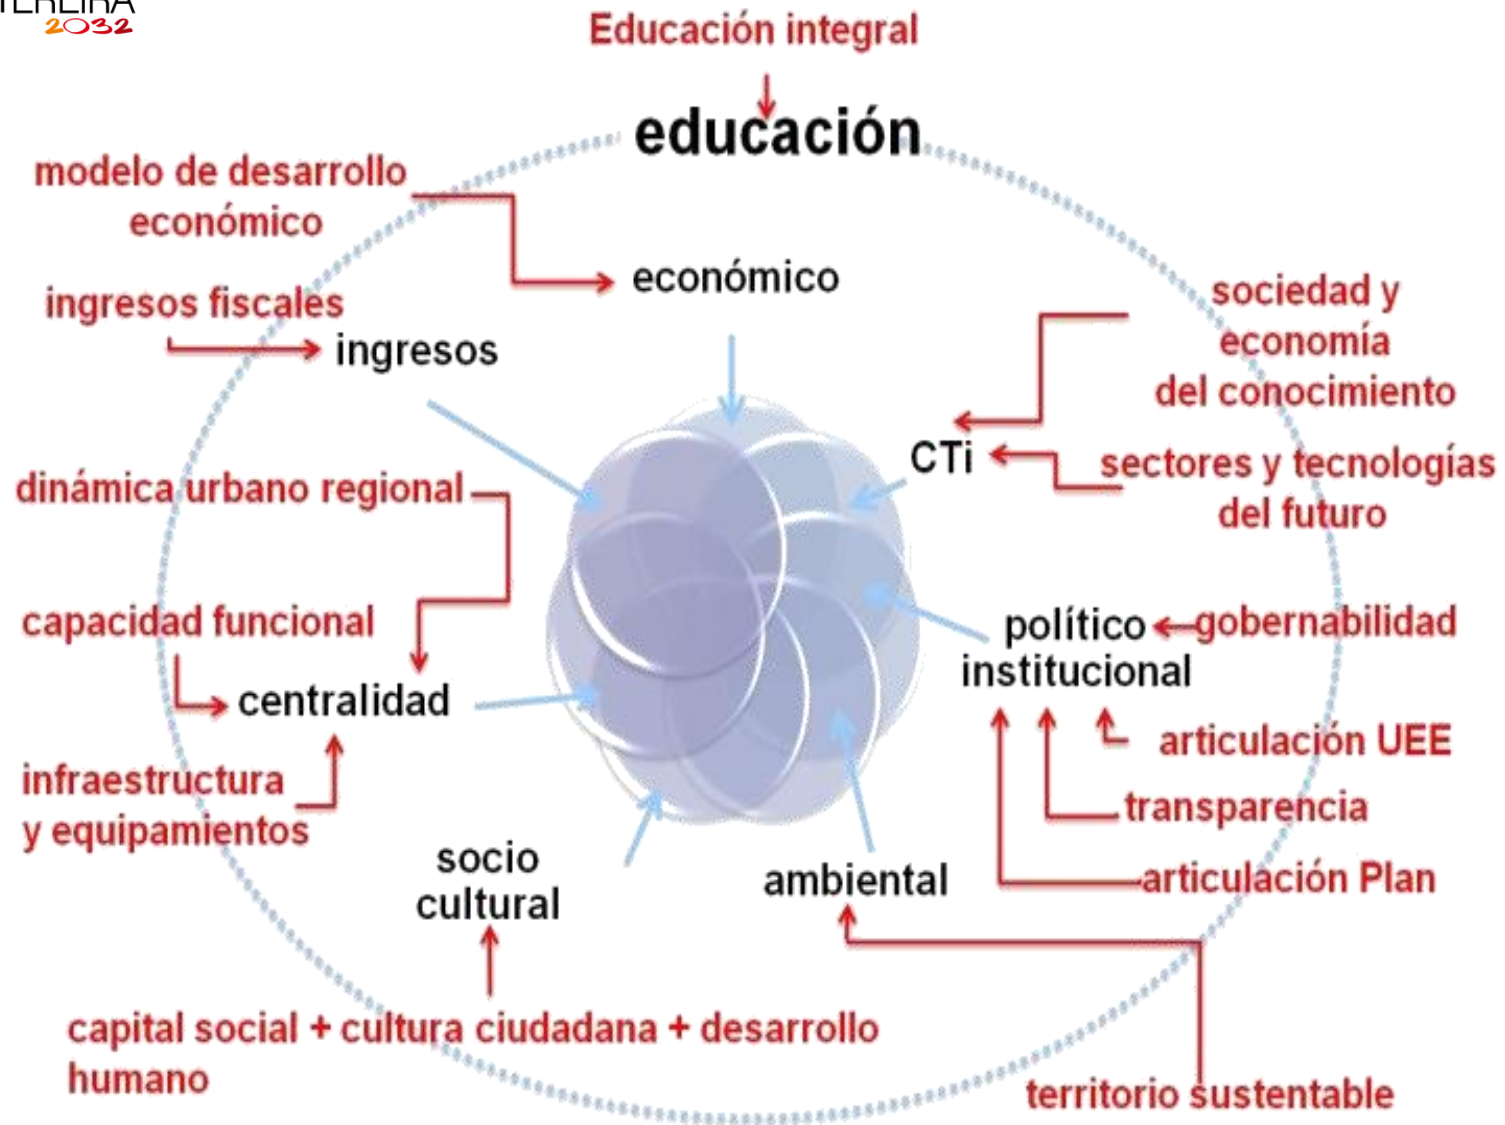 2032
Educación integral
educación
modelo de desarrollo
económico
económico
ingresos fiscales
ingresos
sociedad y
economía
del conocimiento
CTi
sectores y tecnologías
del futuro
dinámica urbano regional
capacidad funcional
centralidad
infraestructura
y equipamientos
político
institucional
gobernabilidad
articulación UEE
transparencia
articulación Plan
socio
cultural
ambiental
capital social + cultura ciudadana + desarrollo
humano
territorio sustentable